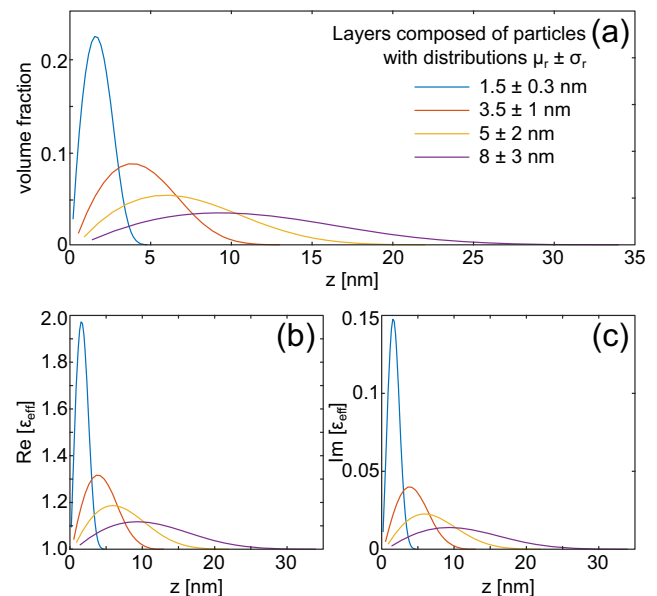 Layers composed of particles (a)
with distributions μr ± σr
1.5 ± 0.3 nm
3.5 ± 1 nm
5 ± 2 nm
8 ± 3 nm
volume fraction
0.2
0.1
0
0 5 10 15 20 25 30 35
z [nm]
(b)
Re [εeff]
2.0
1.8
1.6
1.4
1.2
1.0
0 10 20 30
z [nm]
(c)
Im [εeff]
0.15
0.1
0.05
0
0 10 20 30
z [nm]